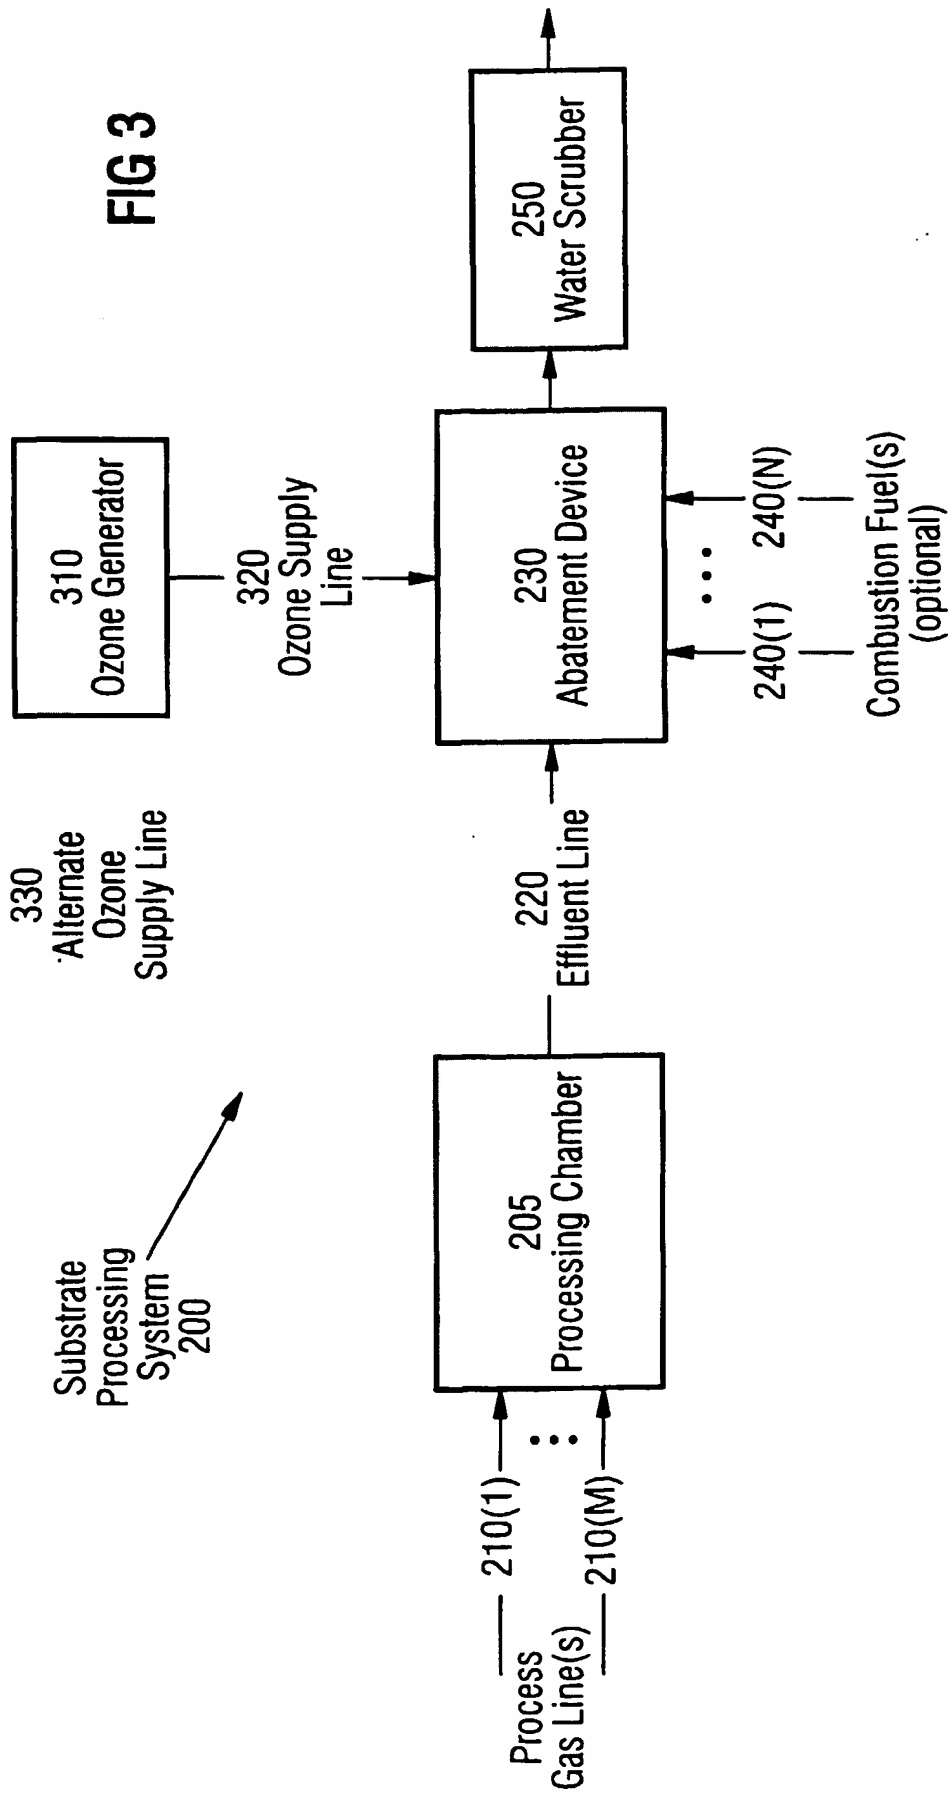 FIG 3
Substrate
Processing
System
200
330
Alternate
Ozone
Supply Line
310
Ozone Generator
320
Ozone Supply
Line
Process
Gas Line(s)
210(1)
210(M)
205
Processing Chamber
220
Effluent Line
230
Abatement Device
250
Water Scrubber
240(1)
240(N)
Combustion Fuel(s)
(optional)